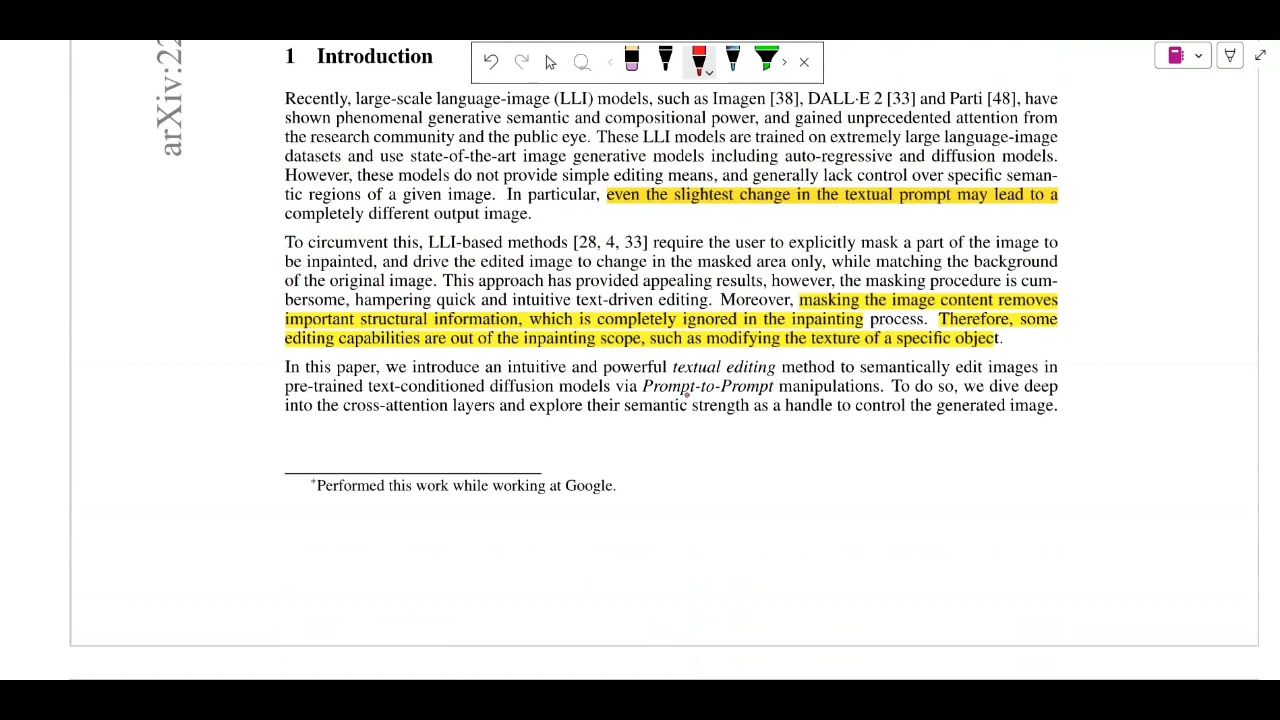 arXiv:22
1 Introduction
Recently, large-scale language-image (LLI) models, such as Imagen [38], DALL·E 2 [33] and Parti [48], have
shown phenomenal generative semantic and compositional power, and gained unprecedented attention from
the research community and the public eye. These LLI models are trained on extremely large language-image
datasets and use state-of-the-art image generative models including auto-regressive and diffusion models.
However, these models do not provide simple editing means, and generally lack control over specific seman-
tic regions of a given image. In particular, even the slightest change in the textual prompt may lead to a
completely different output image.
To circumvent this, LLI-based methods [28, 4, 33] require the user to explicitly mask a part of the image to
be inpainted, and drive the edited image to change in the masked area only, while matching the background
of the original image. This approach has provided appealing results, however, the masking procedure is cum-
bersome, hampering quick and intuitive text-driven editing. Moreover, masking the image content removes
important structural information, which is completely ignored in the inpainting process. Therefore, some
editing capabilities are out of the inpainting scope, such as modifying the texture of a specific object.
In this paper, we introduce an intuitive and powerful textual editing method to semantically edit images in
pre-trained text-conditioned diffusion models via Prompt-to-Prompt manipulations. To do so, we dive deep
into the cross-attention layers and explore their semantic strength as a handle to control the generated image.
*Performed this work while working at Google.